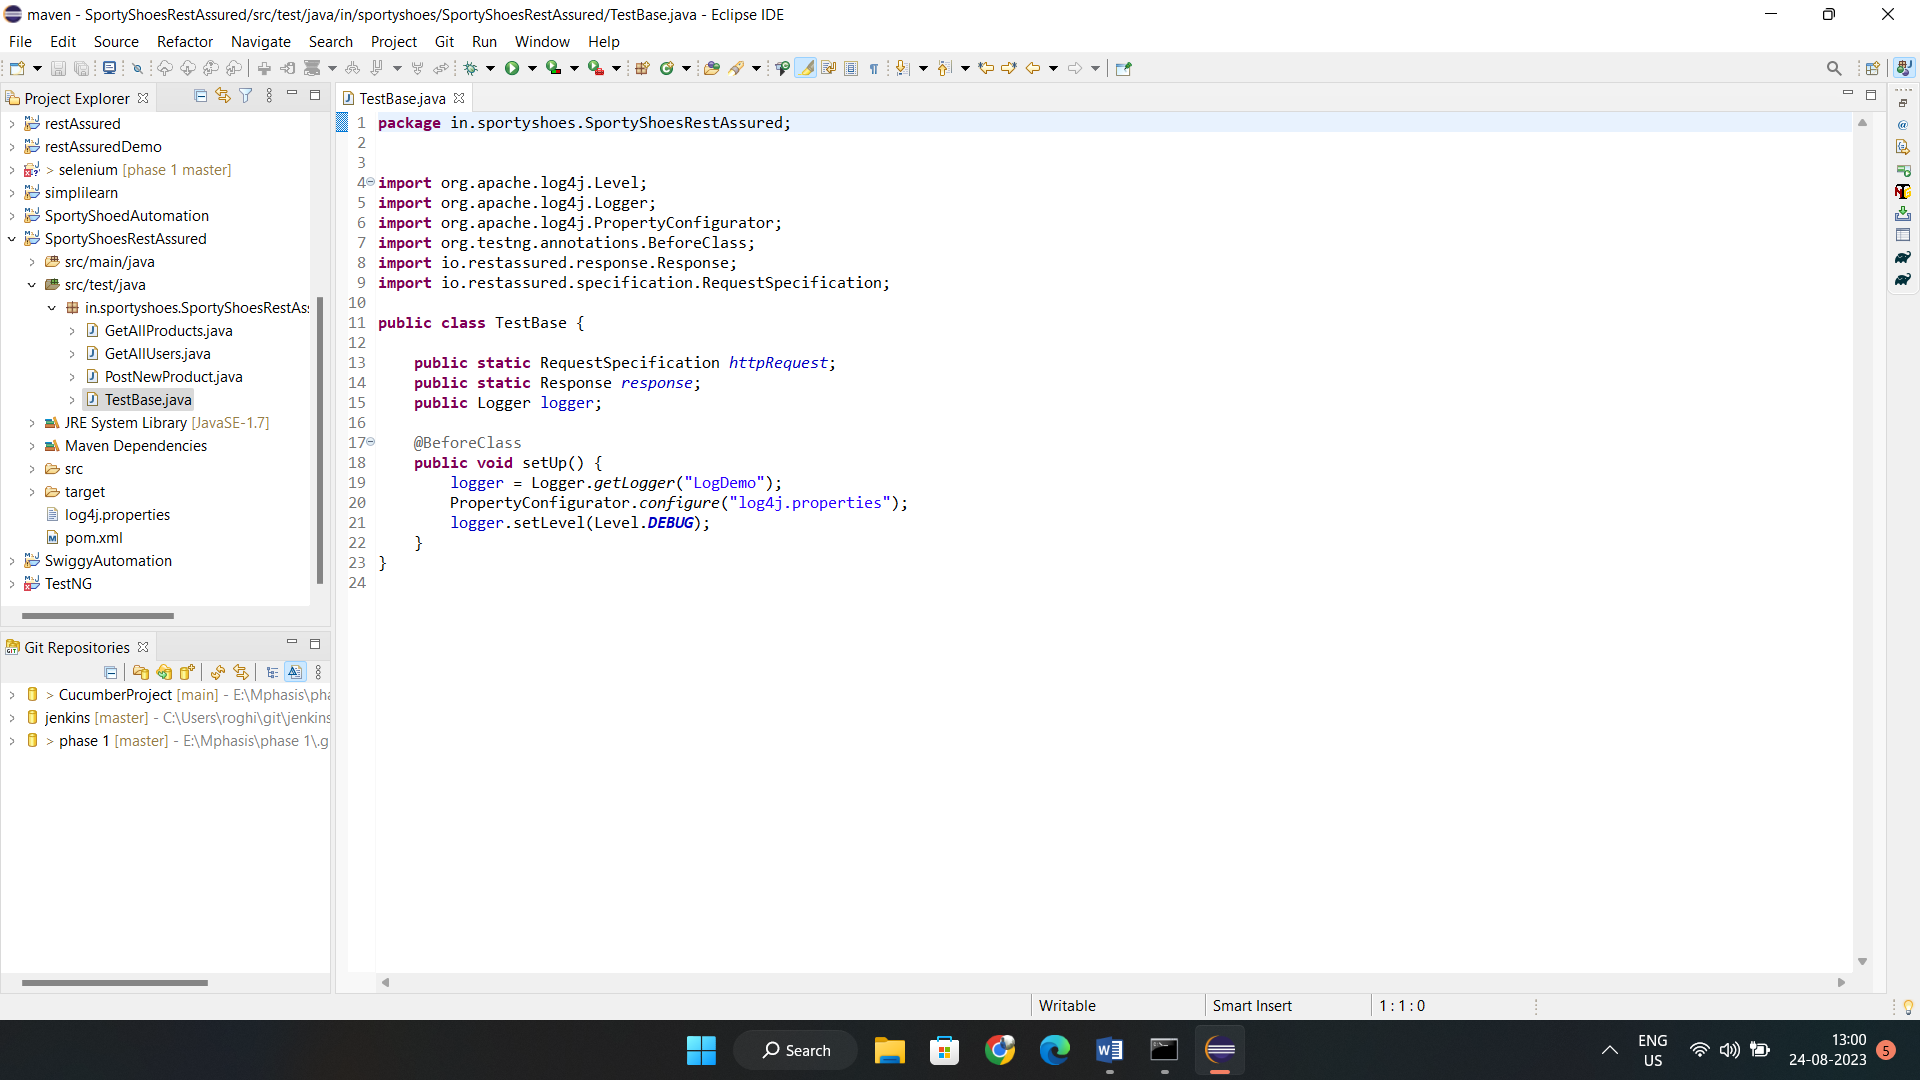 maven - SportyShoesRestAssured/src/test/java/in/sportyshoes/SportyShoesRestAssured/TestBase.java - Eclipse IDE
File Edit Source Refactor Navigate Search Project Git Run Window Help
Project Explorer
restAssured
restAssuredDemo
> selenium [phase 1 master]
simplilearn
SportyShoedAutomation
SportyShoesRestAssured
src/main/java
src/test/java
in.sportyshoes.SportyShoesRestAs
GetAllProducts.java
GetAllUsers.java
PostNewProduct.java
TestBase.java
JRE System Library [JavaSE-1.7]
Maven Dependencies
src
target
log4j.properties
pom.xml
SwiggyAutomation
TestNG
Git Repositories
> CucumberProject [main] - E:\Mphasis\pha
jenkins [master] - C:\Users\roghi\git\jenkins
> phase 1 [master] - E:\Mphasis\phase 1\.g
TestBase.java
1 package in.sportyshoes.SportyShoesRestAssured;
2
3
4 import org.apache.log4j.Level;
5 import org.apache.log4j.Logger;
6 import org.apache.log4j.PropertyConfigurator;
7 import org.testng.annotations.BeforeClass;
8 import io.restassured.response.Response;
9 import io.restassured.specification.RequestSpecification;
10
11 public class TestBase {
12
13 public static RequestSpecification httpRequest;
14 public static Response response;
15 public Logger logger;
16
17 @BeforeClass
18 public void setUp() {
19 logger = Logger.getLogger("LogDemo");
20 PropertyConfigurator.configure("log4j.properties");
21 logger.setLevel(Level.DEBUG);
22 }
23 }
24
Writable Smart Insert 1 : 1 : 0
Search
ENG
US
13:00
24-08-2023
5